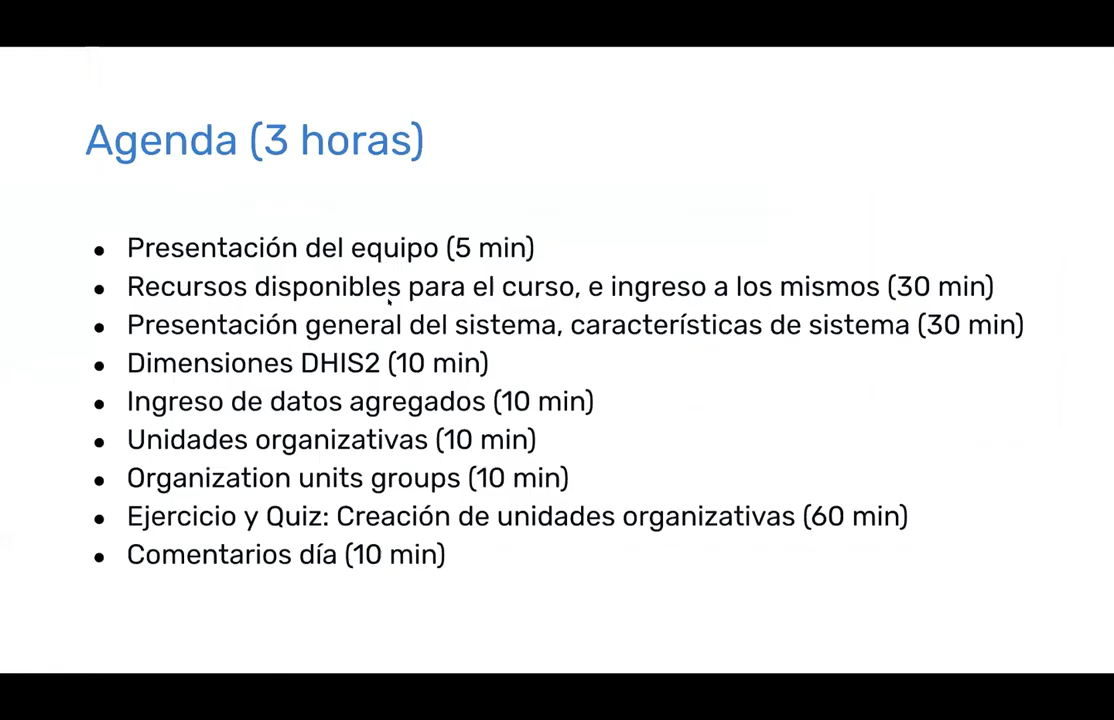 Agenda (3 horas)
● Presentación del equipo (5 min)
● Recursos disponibles para el curso, e ingreso a los mismos (30 min)
● Presentación general del sistema, características de sistema (30 min)
● Dimensiones DHIS2 (10 min)
● Ingreso de datos agregados (10 min)
● Unidades organizativas (10 min)
● Organization units groups (10 min)
● Ejercicio y Quiz: Creación de unidades organizativas (60 min)
● Comentarios día (10 min)